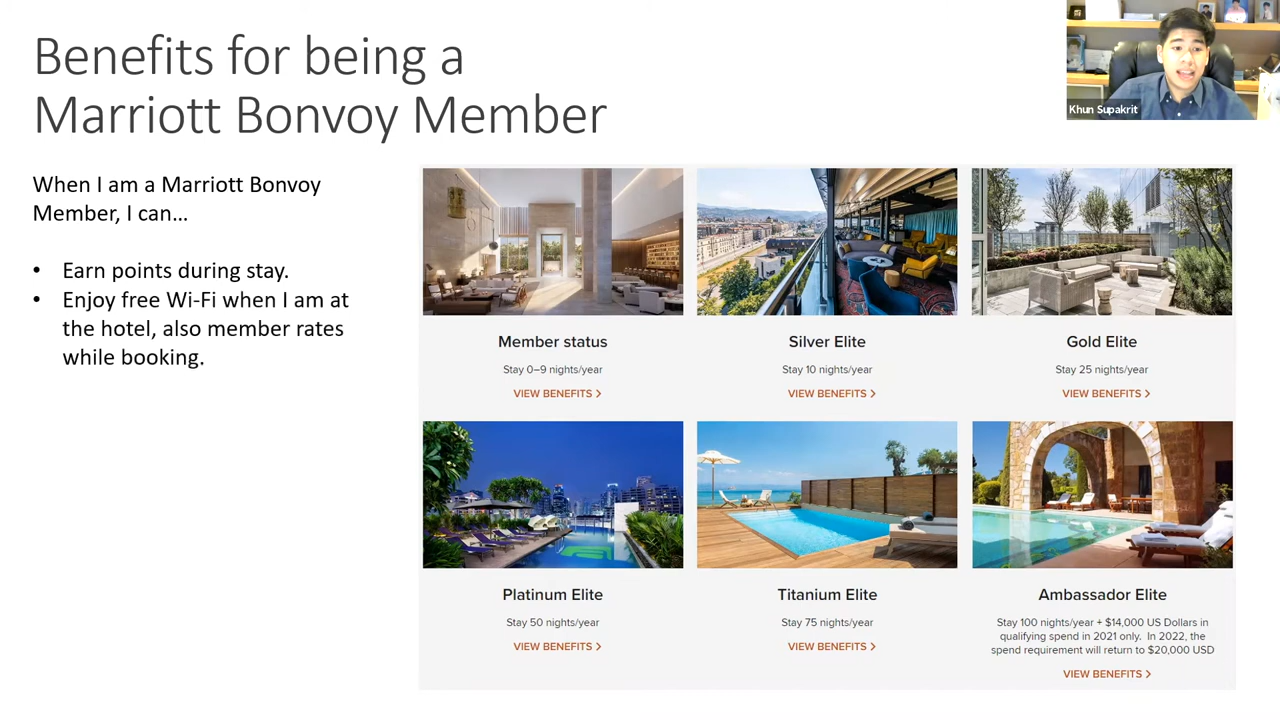 Benefits for being a
Marriott Bonvoy Member
Khun Supakrit
When I am a Marriott Bonvoy
Member, I can...
• Earn points during stay.
• Enjoy free Wi-Fi when I am at
the hotel, also member rates
while booking.
Member status
Stay 0–9 nights/year
VIEW BENEFITS >
Silver Elite
Stay 10 nights/year
VIEW BENEFITS >
Gold Elite
Stay 25 nights/year
VIEW BENEFITS >
Platinum Elite
Stay 50 nights/year
VIEW BENEFITS >
Titanium Elite
Stay 75 nights/year
VIEW BENEFITS >
Ambassador Elite
Stay 100 nights/year + $14,000 US Dollars in
qualifying spend in 2021 only. In 2022, the
spend requirement will return to $20,000 USD
VIEW BENEFITS >